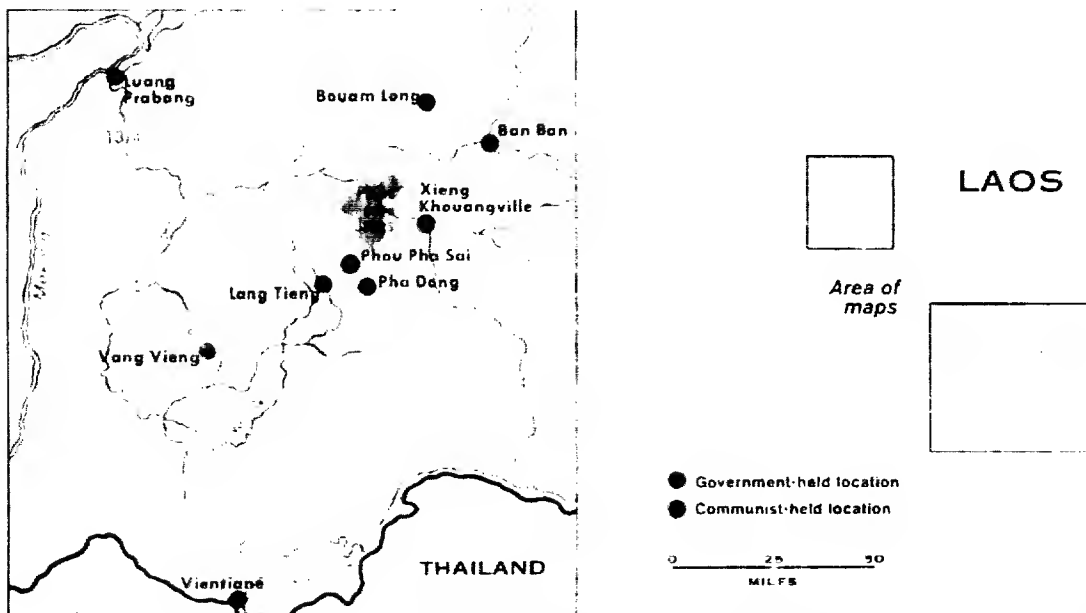 Luang
Prabang
Bouam Long
Ban Ban
Xieng
Khouangville
Phou Pha Sai
Pha Dong
Long Tieng
Vang Vieng
Vientiane
THAILAND
LAOS
Area of
maps
Government-held location
Communist-held location
0 25 50
MILES